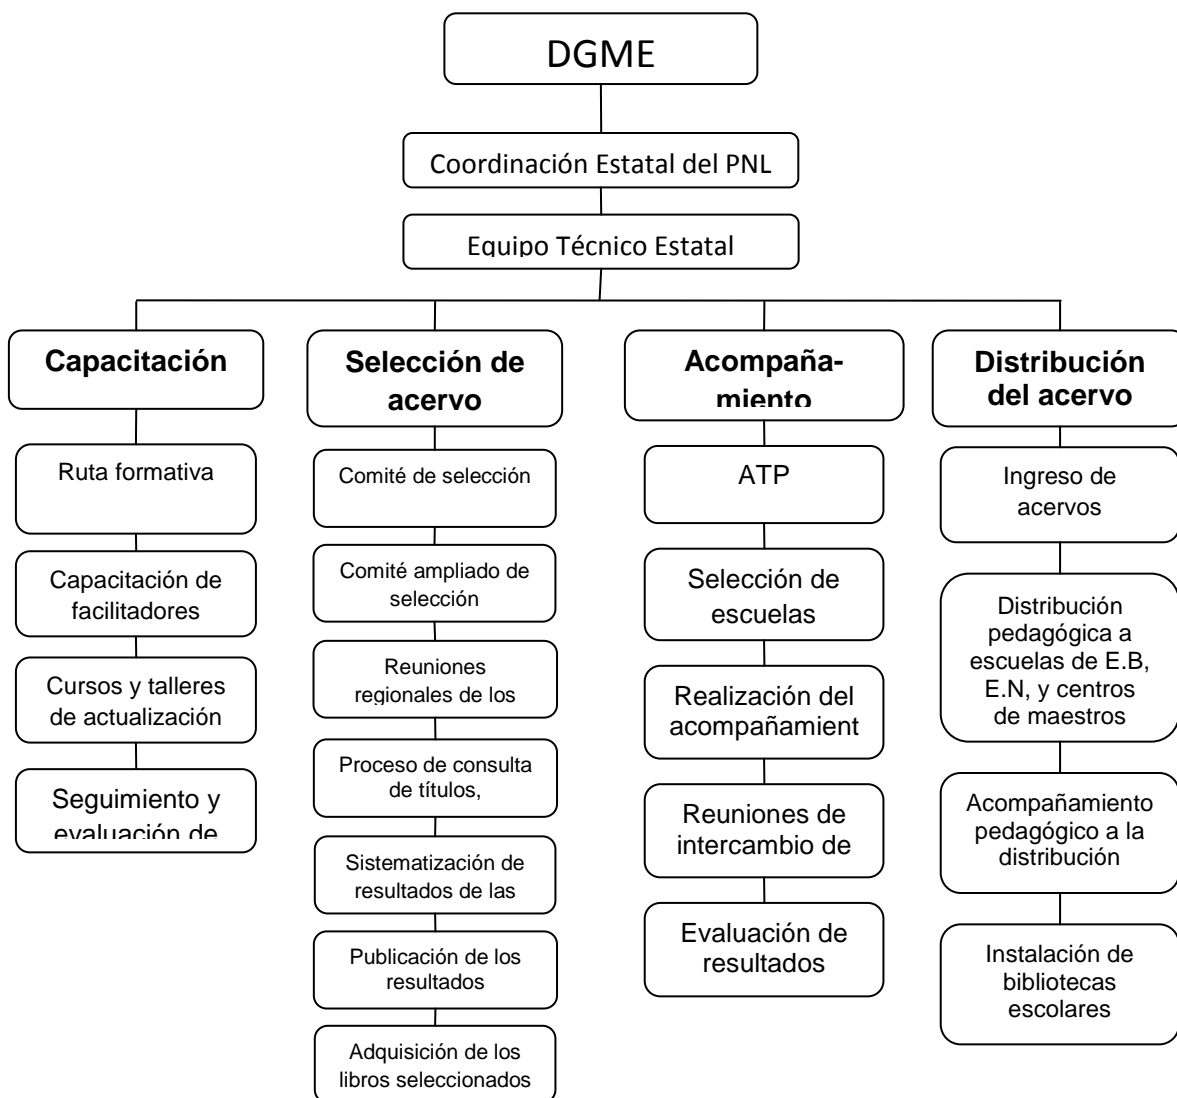 DGME
Coordinación Estatal del PNL
Equipo Técnico Estatal
Capacitación
Ruta formativa
Capacitación de
facilitadores
Cursos y talleres
de actualización
Seguimiento y
evaluación de
Selección de
acervo
Comité de selección
Comité ampliado de
selección
Reuniones
regionales de los
Proceso de consulta
de títulos,
Sistematización de
resultados de las
Publicación de los
resultados
Adquisición de los
libros seleccionados
Acompaña-
miento
ATP
Selección de
escuelas
Realización del
acompañamient
Reuniones de
intercambio de
Evaluación de
resultados
Distribución
del acervo
Ingreso de
acervos
Distribución
pedagógica a
escuelas de E.B,
E.N, y centros
de maestros
Acompañamiento
pedagógico a la
distribución
Instalación de
bibliotecas
escolares